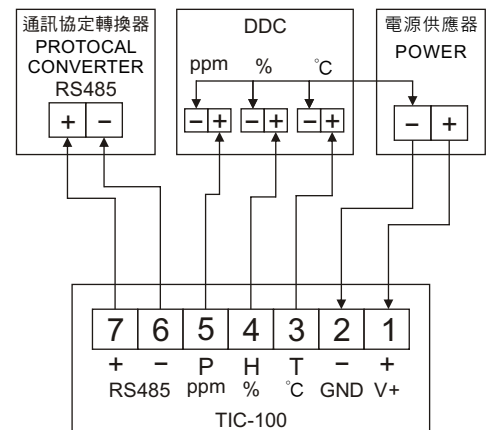 通訊協定轉換器
PROTOCAL
CONVERTER
RS485
+ −
DDC
ppm % °C
− + − + − +
電源供應器
POWER
− +
7 6 5 4 3 2 1
+ − P H T − +
RS485 ppm % °C GND V+
TIC-100